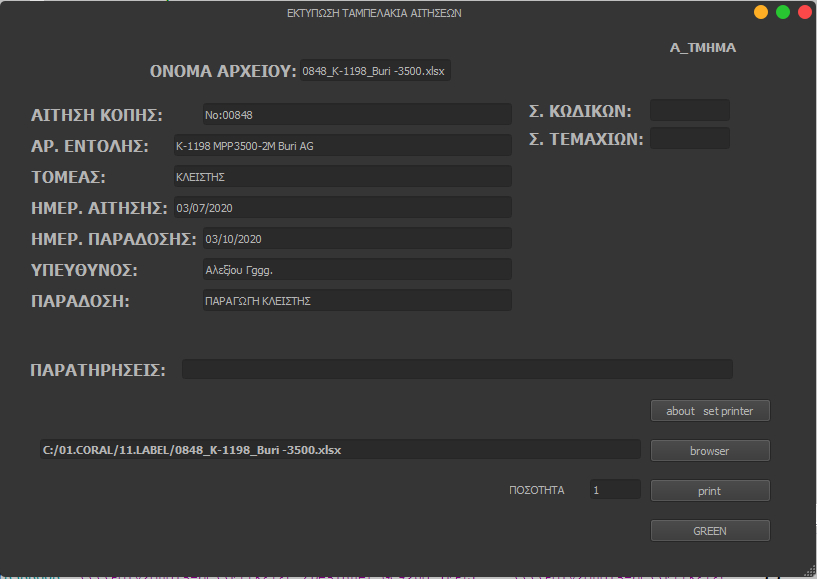 ΕΚΤΥΠΩΣΗ ΤΑΜΠΕΛΑΚΙΑ ΑΙΤΗΣΕΩΝ
Α_ΤΜΗΜΑ
ΟΝΟΜΑ ΑΡΧΕΙΟΥ: 0848_K-1198_Buri -3500.xlsx
ΑΙΤΗΣΗ ΚΟΠΗΣ: No:00848
Σ. ΚΩΔΙΚΩΝ:
ΑΡ. ΕΝΤΟΛΗΣ: K-1198 MPP3500-2M Buri AG
Σ. ΤΕΜΑΧΙΩΝ:
ΤΟΜΕΑΣ: ΚΛΕΙΣΤΗΣ
ΗΜΕΡ. ΑΙΤΗΣΗΣ: 03/07/2020
ΗΜΕΡ. ΠΑΡΑΔΟΣΗΣ: 03/10/2020
ΥΠΕΥΘΥΝΟΣ: Αλεξίου Γggg.
ΠΑΡΑΔΟΣΗ: ΠΑΡΑΓΩΓΗ ΚΛΕΙΣΤΗΣ
ΠΑΡΑΤΗΡΗΣΕΙΣ:
about set printer
C:/01.CORAL/11.LABEL/0848_K-1198_Buri -3500.xlsx
browser
ΠΟΣΟΤΗΤΑ 1
print
GREEN